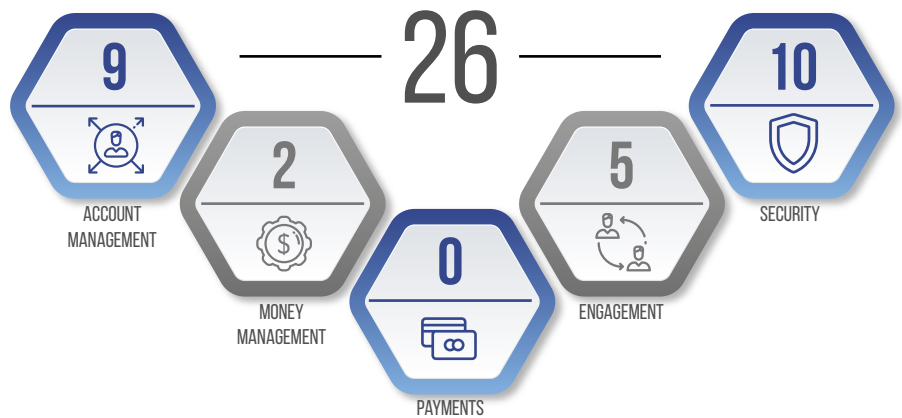 26
9
ACCOUNT
MANAGEMENT
2
$
MONEY
MANAGEMENT
0
PAYMENTS
5
ENGAGEMENT
10
SECURITY